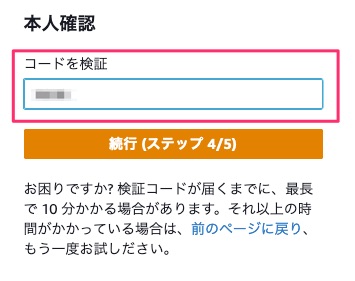 本人確認
コードを検証
続行 (ステップ 4/5)
お困りですか? 検証コードが届くまでに、最長
で 10 分かかる場合があります。それ以上の時
間がかかっている場合は、前のページに戻り、
もう一度お試しください。